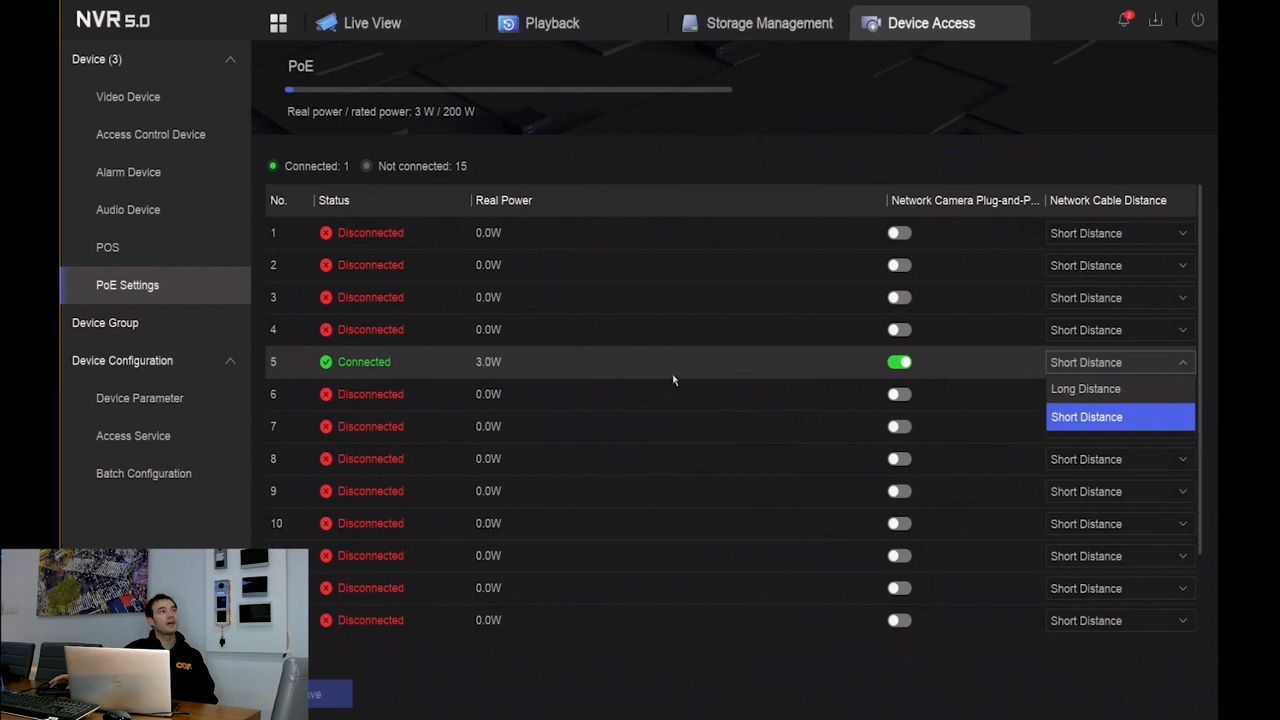 NVR 5.0
Live View
Playback
Storage Management
Device Access
2
Device (3)
Video Device
Access Control Device
Alarm Device
Audio Device
POS
PoE Settings
Device Group
Device Configuration
Device Parameter
Access Service
Batch Configuration
PoE
Real power / rated power: 3 W / 200 W
Connected: 1 Not connected: 15
No. Status Real Power Network Camera Plug-and-P... Network Cable Distance
1 Disconnected 0.0W Short Distance
2 Disconnected 0.0W Short Distance
3 Disconnected 0.0W Short Distance
4 Disconnected 0.0W Short Distance
5 Connected 3.0W Short Distance
Long Distance
Short Distance
6 Disconnected 0.0W
7 Disconnected 0.0W
8 Disconnected 0.0W Short Distance
9 Disconnected 0.0W Short Distance
10 Disconnected 0.0W Short Distance
Disconnected 0.0W Short Distance
Disconnected 0.0W Short Distance
Disconnected 0.0W Short Distance